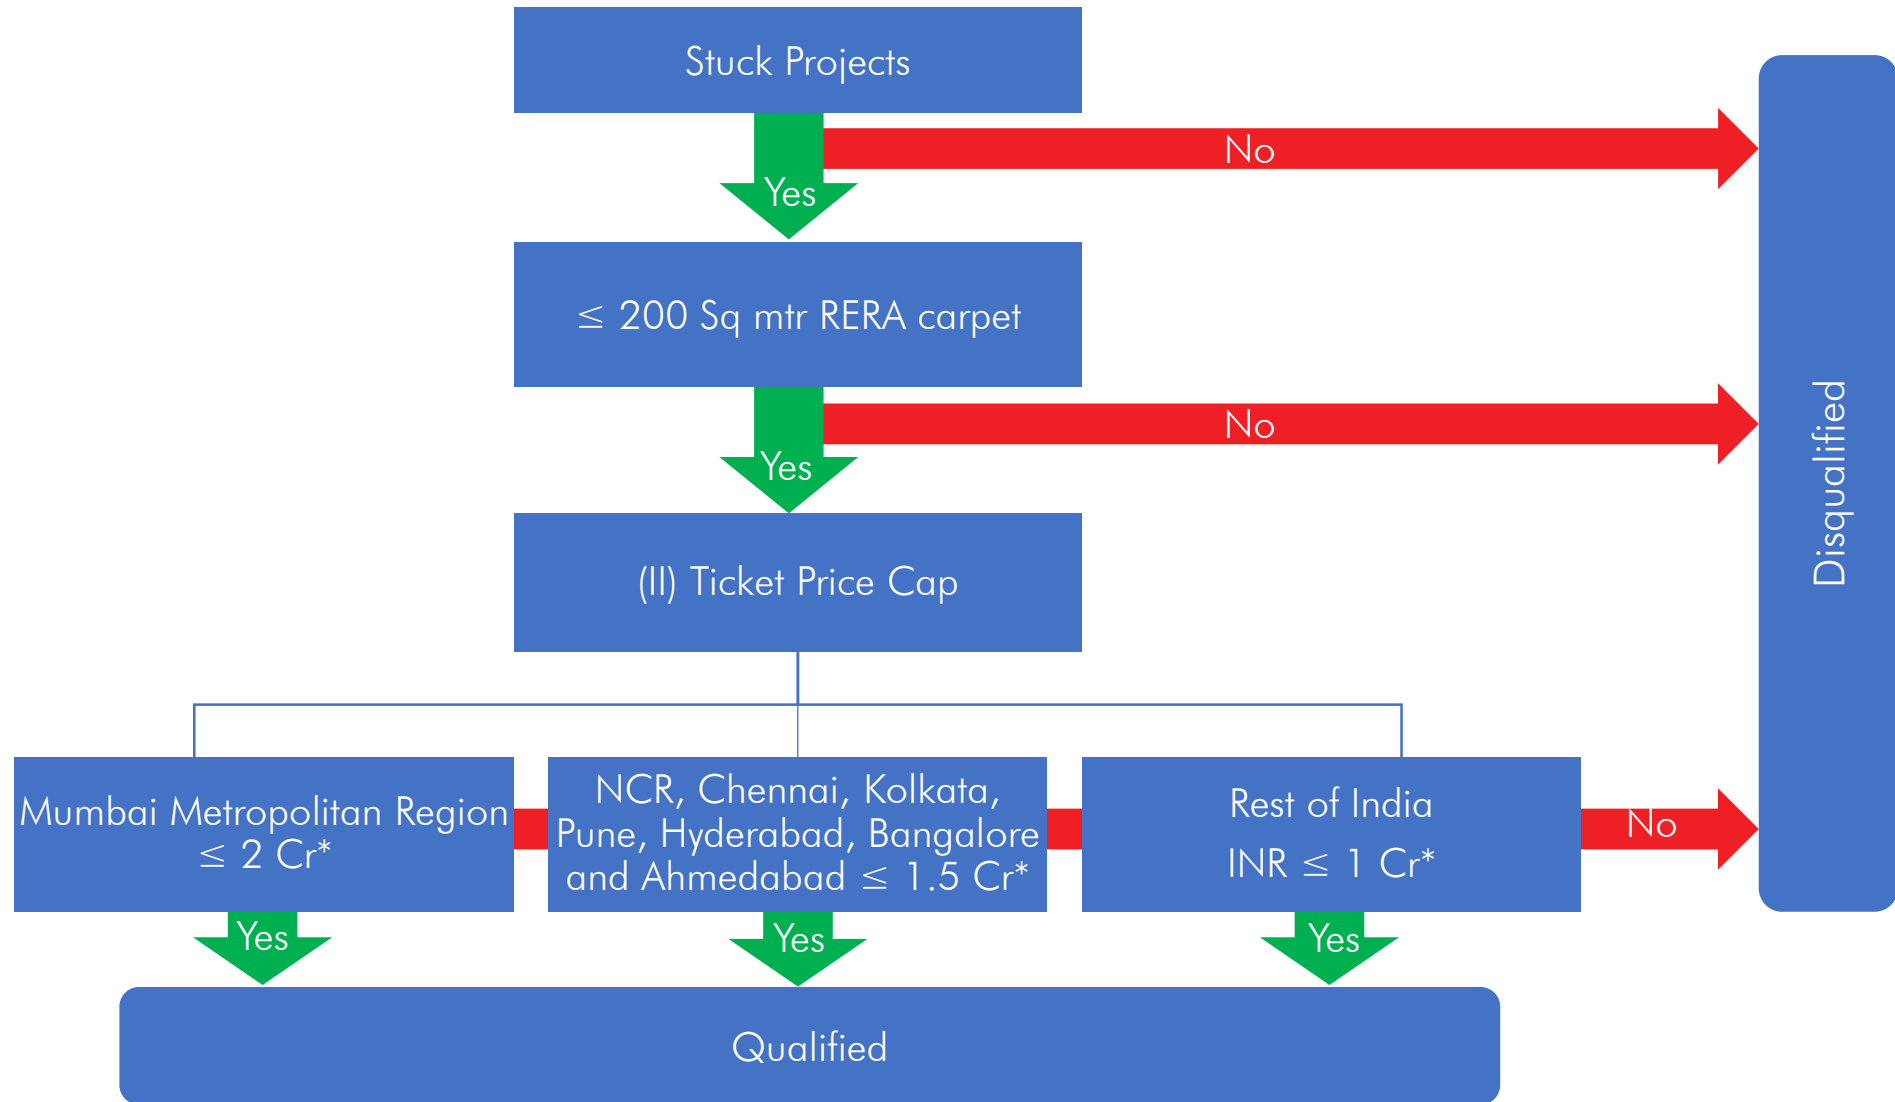 Stuck Projects
No
Yes
≤ 200 Sq mtr RERA carpet
No
Yes
(II) Ticket Price Cap
Mumbai Metropolitan Region
≤ 2 Cr*
NCR, Chennai, Kolkata,
Pune, Hyderabad, Bangalore
and Ahmedabad ≤ 1.5 Cr*
Rest of India
INR ≤ 1 Cr*
No
Disqualified
Yes
Yes
Yes
Qualified